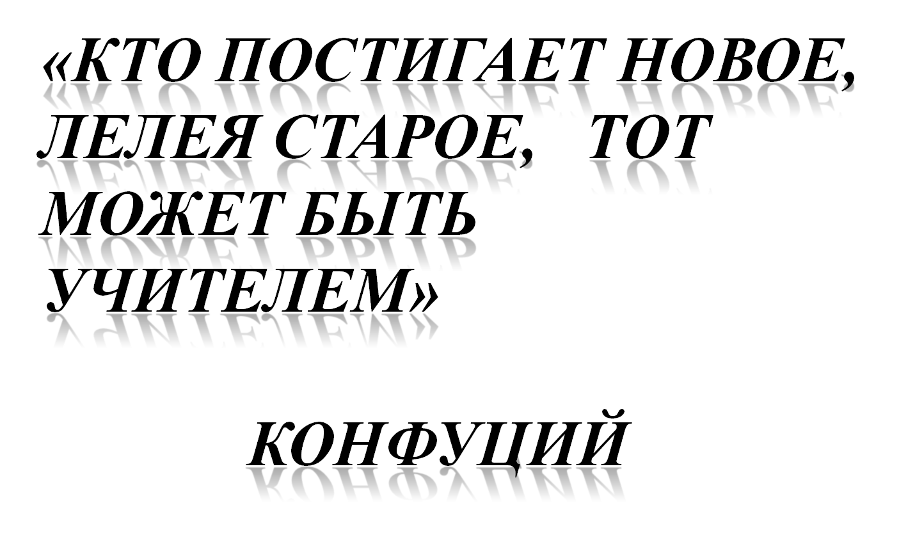 «КТО ПОСТИГАЕТ НОВОЕ,
ЛЕЛЕЯ СТАРОЕ, ТОТ
МОЖЕТ БЫТЬ
УЧИТЕЛЕМ»
КОНФУЦИЙ